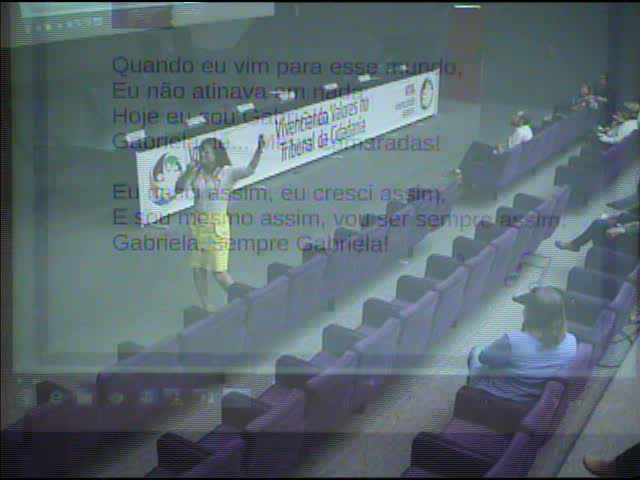 Quando eu vim para esse mundo,
Eu não atinava em nada
Hoje eu sou
Gabriela camaradas!
Eu nasci assim, eu cresci assim,
E sou mesmo assim, vou ser sempre assim,
Gabriela, sempre Gabriela!
Vivenciando Valores no
Tribunal da Cidadania